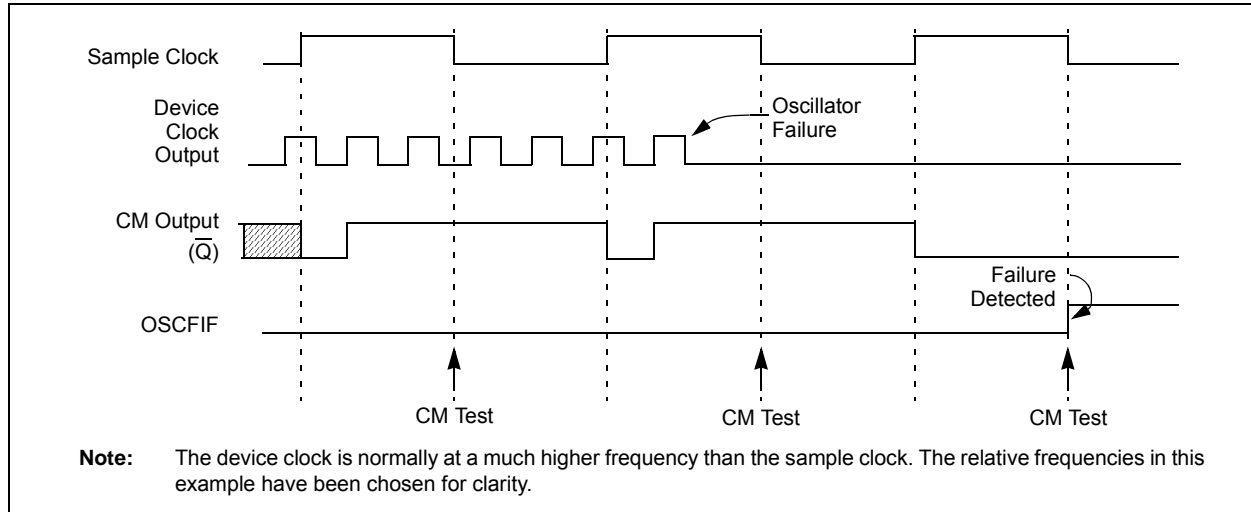 Sample Clock
Device
Clock
Output
Oscillator
Failure
CM Output
(Q)
Failure
Detected
OSCFIF
CM Test
CM Test
CM Test
Note: The device clock is normally at a much higher frequency than the sample clock. The relative frequencies in this
example have been chosen for clarity.